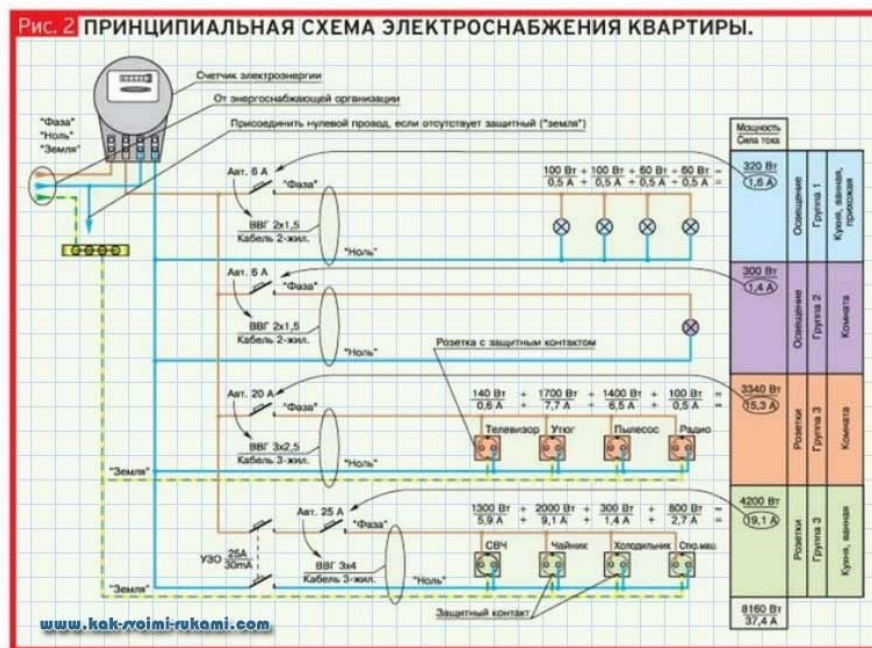 Рис. 2 ПРИНЦИПИАЛЬНАЯ СХЕМА ЭЛЕКТРОСНАБЖЕНИЯ КВАРТИРЫ.
Счетчик электроэнергии
От энергоснабжающей организации
Присоединить нулевой провод, если отсутствует защитный ("земля")
"Фаза"
"Ноль"
"Земля"
Мощность
Сила тока
Авт. 6 А
"Фаза"
100 Вт + 100 Вт + 60 Вт + 60 Вт =
0,5 А + 0,5 А + 0,5 А + 0,5 А =
320 Вт
1,6 А
Освещение
Группа 1
Кухня, ванная, прихожая
ВВГ 2х1,5
Кабель 2-жил.
"Ноль"
Авт. 6 А
"Фаза"
300 Вт
1,4 А
Освещение
Группа 2
Комната
ВВГ 2х1,5
Кабель 2-жил.
"Ноль"
Розетка с защитным контактом
Авт. 20 А
"Фаза"
140 Вт + 1700 Вт + 1400 Вт + 100 Вт =
0,6 А + 7,7 А + 6,5 А + 0,5 А =
3340 Вт
15,3 А
Розетки
Группа 3
Комната
Телевизор Утюг Пылесос Радио
ВВГ 3х2,5
Кабель 3-жил.
"Земля"
"Ноль"
Авт. 25 А
"Фаза"
1300 Вт + 2000 Вт + 300 Вт + 800 Вт =
5,9 А + 9,1 А + 1,4 А + 2,7 А =
4200 Вт
19,1 А
Розетки
Группа 3
Кухня, ванная
СВЧ Чайник Холодильник Стир.маш.
УЗО 25А
30mA
ВВГ 3х4
Кабель 3-жил.
"Земля"
"Ноль"
Защитный контакт
8160 Вт
37,4 А
www.kak-svoimi-rukami.com